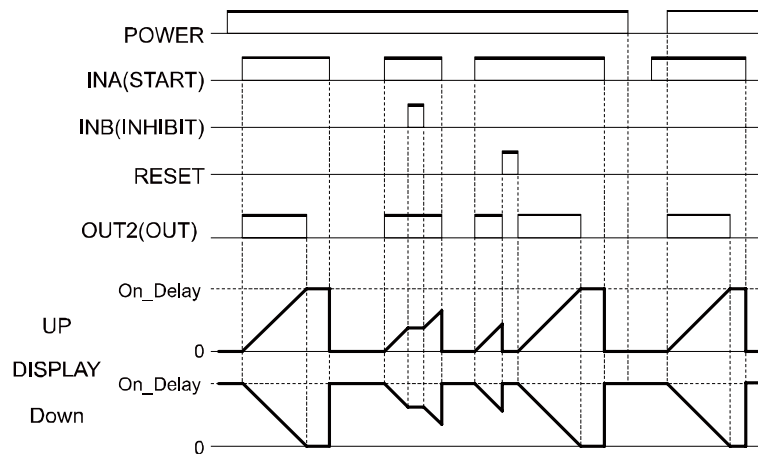 POWER
INA(START)
INB(INHIBIT)
RESET
OUT2(OUT)
On_Delay
UP
0
DISPLAY
On_Delay
Down
0